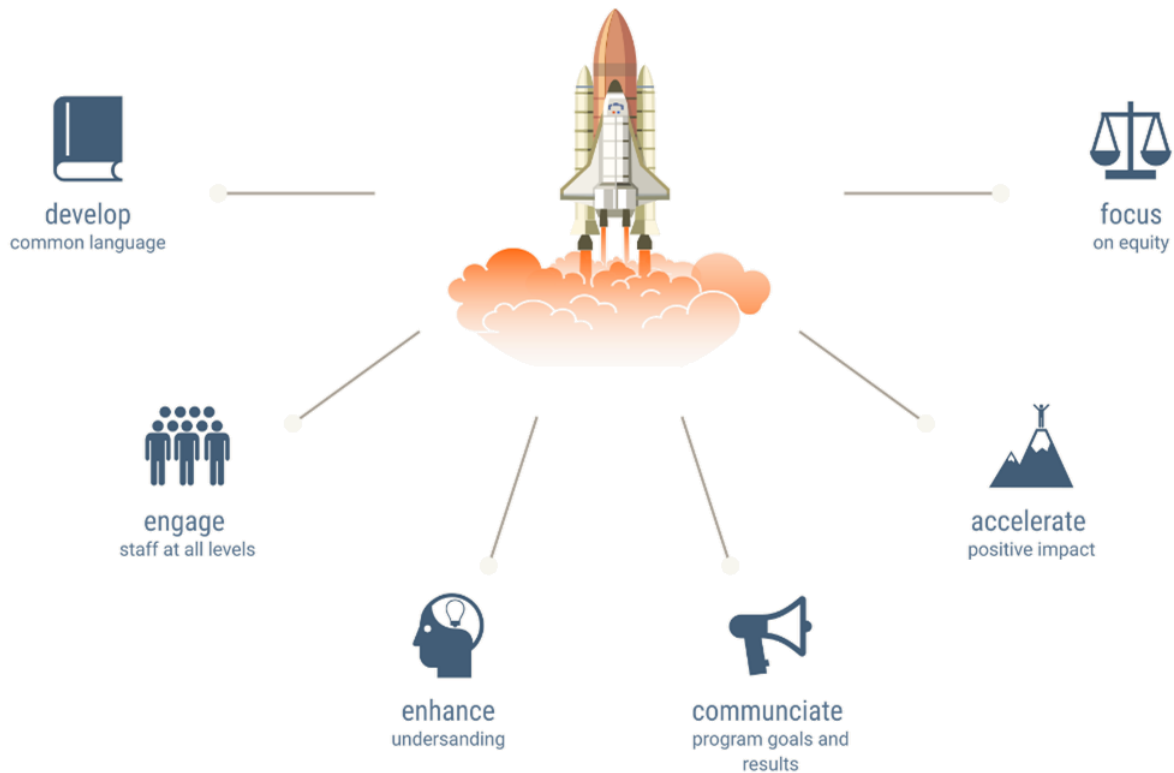 develop
common language
focus
on equity
engage
staff at all levels
accelerate
positive impact
enhance
undersanding
communciate
program goals and
results